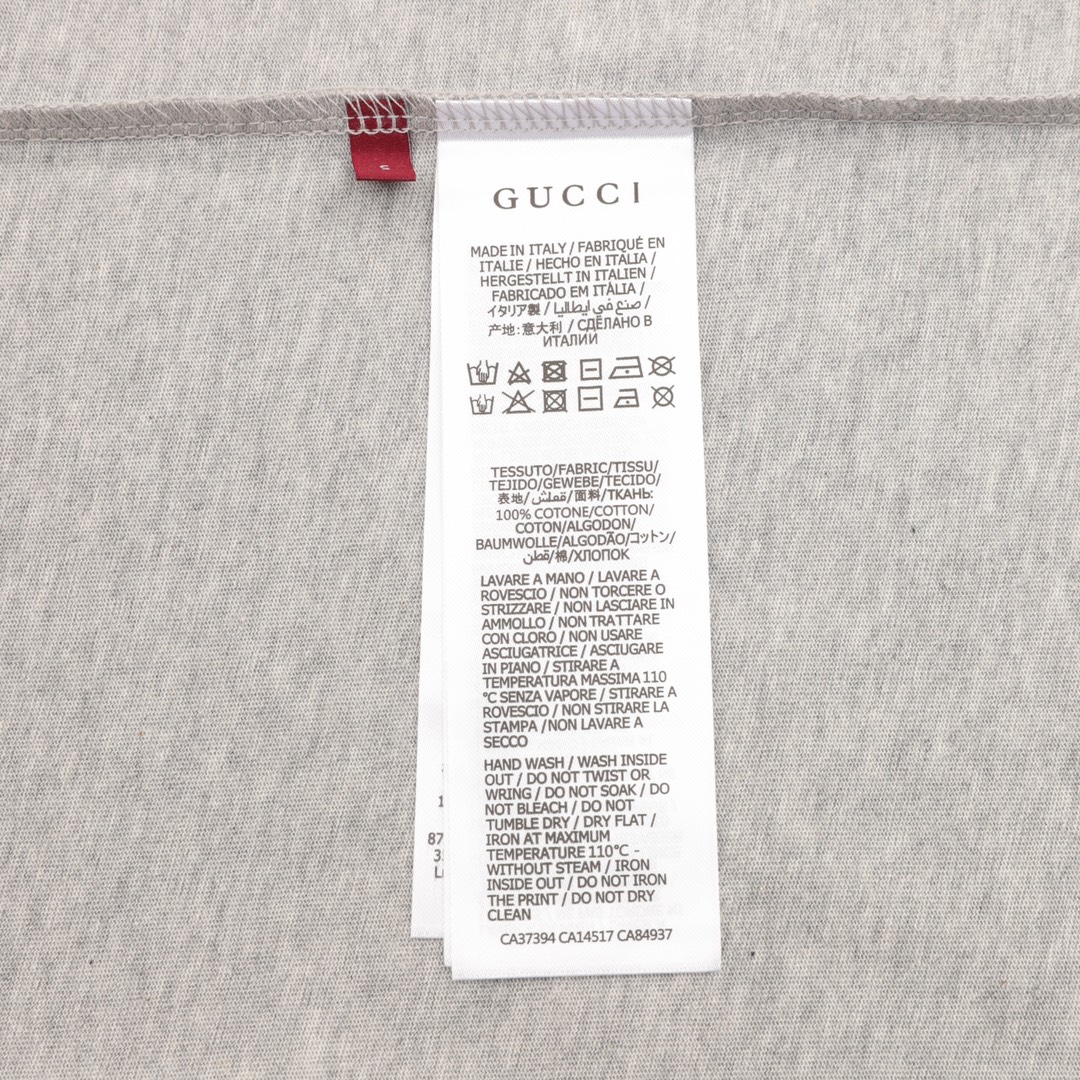 GUCCI
MADE IN ITALY / FABRIQUÉ EN
ITALIE / HECHO EN ITALIA /
HERGESTELLT IN ITALIEN /
FABRICADO EM ITÀLIA /
イタリア製 / صنع في ايطاليا /
产地:意大利 / СДЕЛАНО В
ИТАЛИИ
TESSUTO/FABRIC/TISSU/
TEJIDO/GEWEBE/TECIDO/
表地/قملش/面料/ТКАНЬ:
100% COTONE/COTTON/
COTON/ALGODON/
BAUMWOLLE/ALGODÃO/コットン/
قطن/棉/ХЛОПОК
LAVARE A MANO / LAVARE A
ROVESCIO / NON TORCERE O
STRIZZARE / NON LASCIARE IN
AMMOLLO / NON TRATTARE
CON CLORO / NON USARE
ASCIUGATRICE / ASCIUGARE
IN PIANO / STIRARE A
TEMPERATURA MASSIMA 110
°C SENZA VAPORE / STIRARE A
ROVESCIO / NON STIRARE LA
STAMPA /NON LAVARE A
SECCO
HAND WASH / WASH INSIDE
OUT / DO NOT TWIST OR
WRING / DO NOT SOAK / DO
NOT BLEACH / DO NOT
TUMBLE DRY / DRY FLAT /
IRON AT MAXIMUM
TEMPERATURE 110°C -
WITHOUT STEAM / IRON
INSIDE OUT / DO NOT IRON
THE PRINT / DO NOT DRY
CLEAN
CA37394 CA14517 CA84937